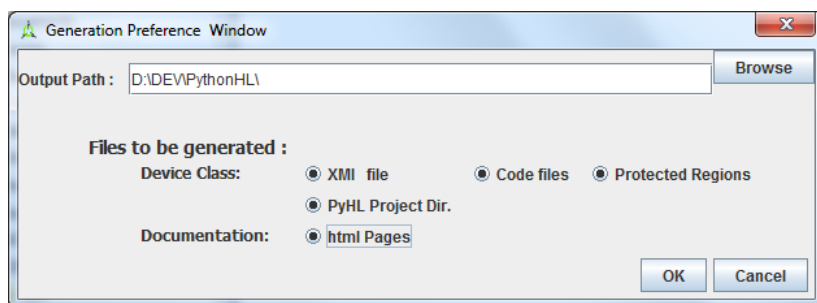 Generation Preference Window
Output Path : D:\DEV\PythonHL\ Browse
Files to be generated :
Device Class: XMI file Code files Protected Regions
PyHL Project Dir.
Documentation: html Pages
OK Cancel